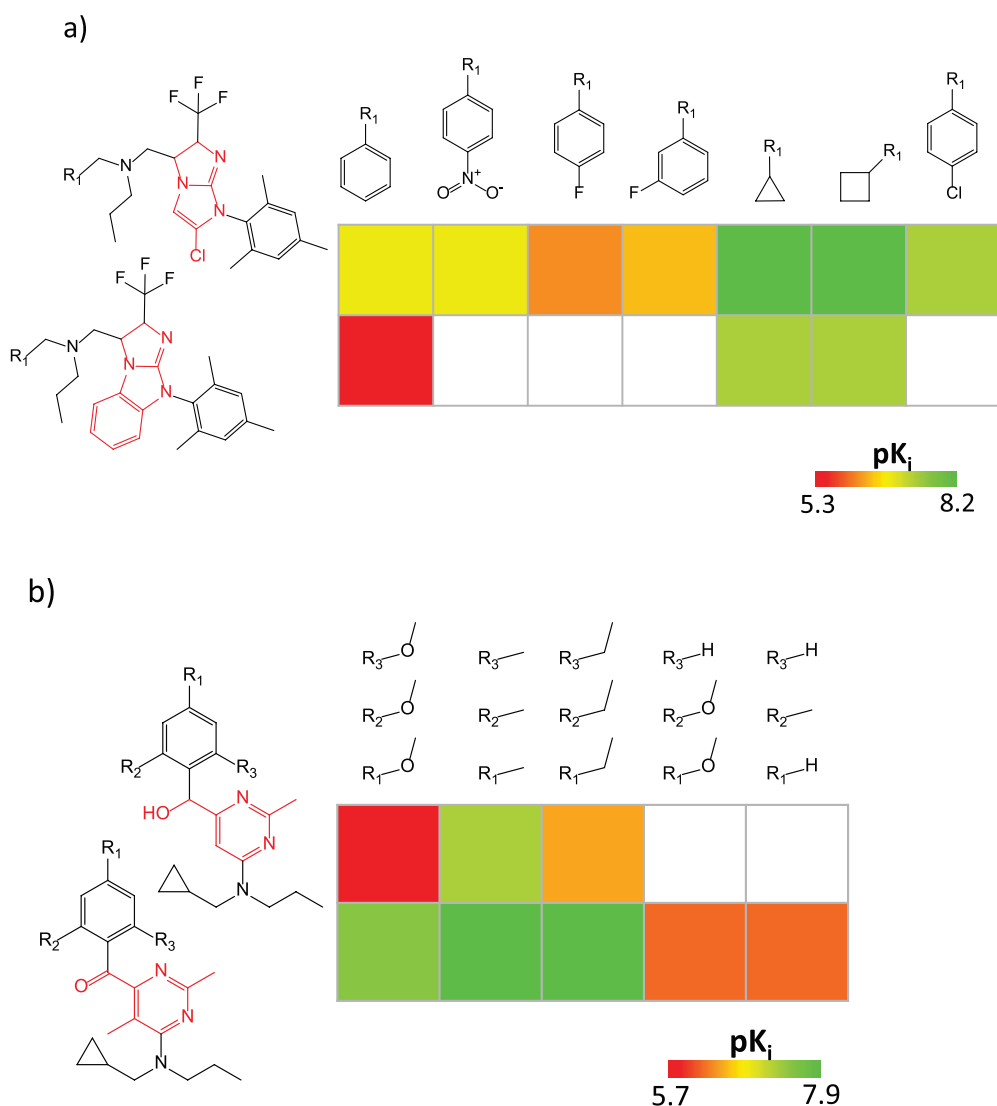 a)
F
F
F
N
R1
N
N
N
Cl
F
F
F
N
R1
N
N
N
R1
R1
N+
O
O-
R1
F
R1
F
R1
R1
R1
Cl
pKi
5.3
8.2
b)
R3 O
R3
R3
R3 H
R3 H
R2 O
R2
R2
R2 O
R2
R1 O
R1
R1
R1 O
R1 H
R1
R2
R3
HO
N
N
N
R1
R2
R3
O
N
N
N
pKi
5.7
7.9